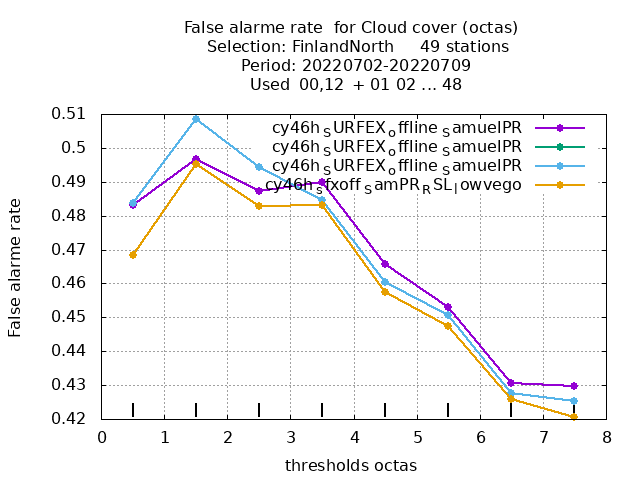 False alarme rate  for Cloud cover (octas)
Selection: FinlandNorth     49 stations
Period: 20220702-20220709
Used  00,12  + 01 02 ... 48
0.51
0.5
0.49
0.48
0.47
0.46
0.45
0.44
0.43
0.42
False alarme rate
cy46h_SURFEX_offline_SamuelPR
cy46h_SURFEX_offline_SamuelPR
cy46h_SURFEX_offline_SamuelPR
cy46h_sfxoff_SamPR_RSL_lowvego
0 1 2 3 4 5 6 7 8
thresholds octas